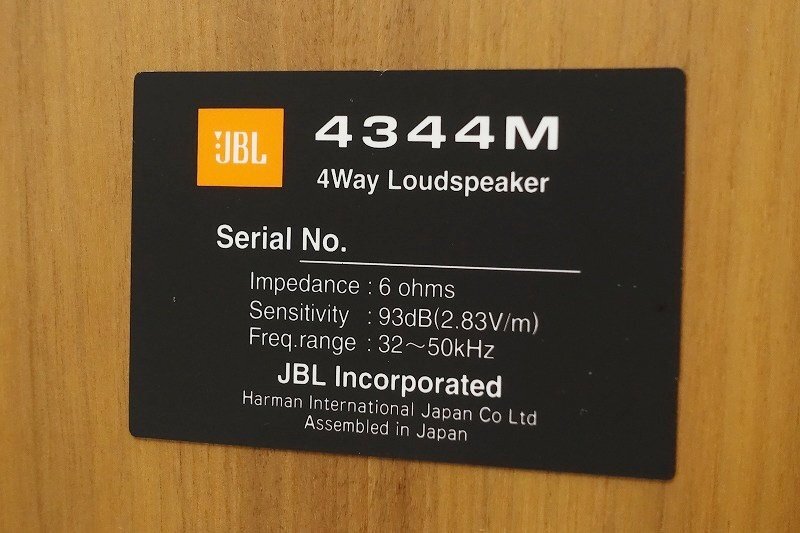 JBL 4344M
4Way Loudspeaker
Serial No.
Impedance : 6 ohms
Sensitivity : 93dB(2.83V/m)
Freq.range : 32～50kHz
JBL Incorporated
Harman International Japan Co Ltd
Assembled in Japan